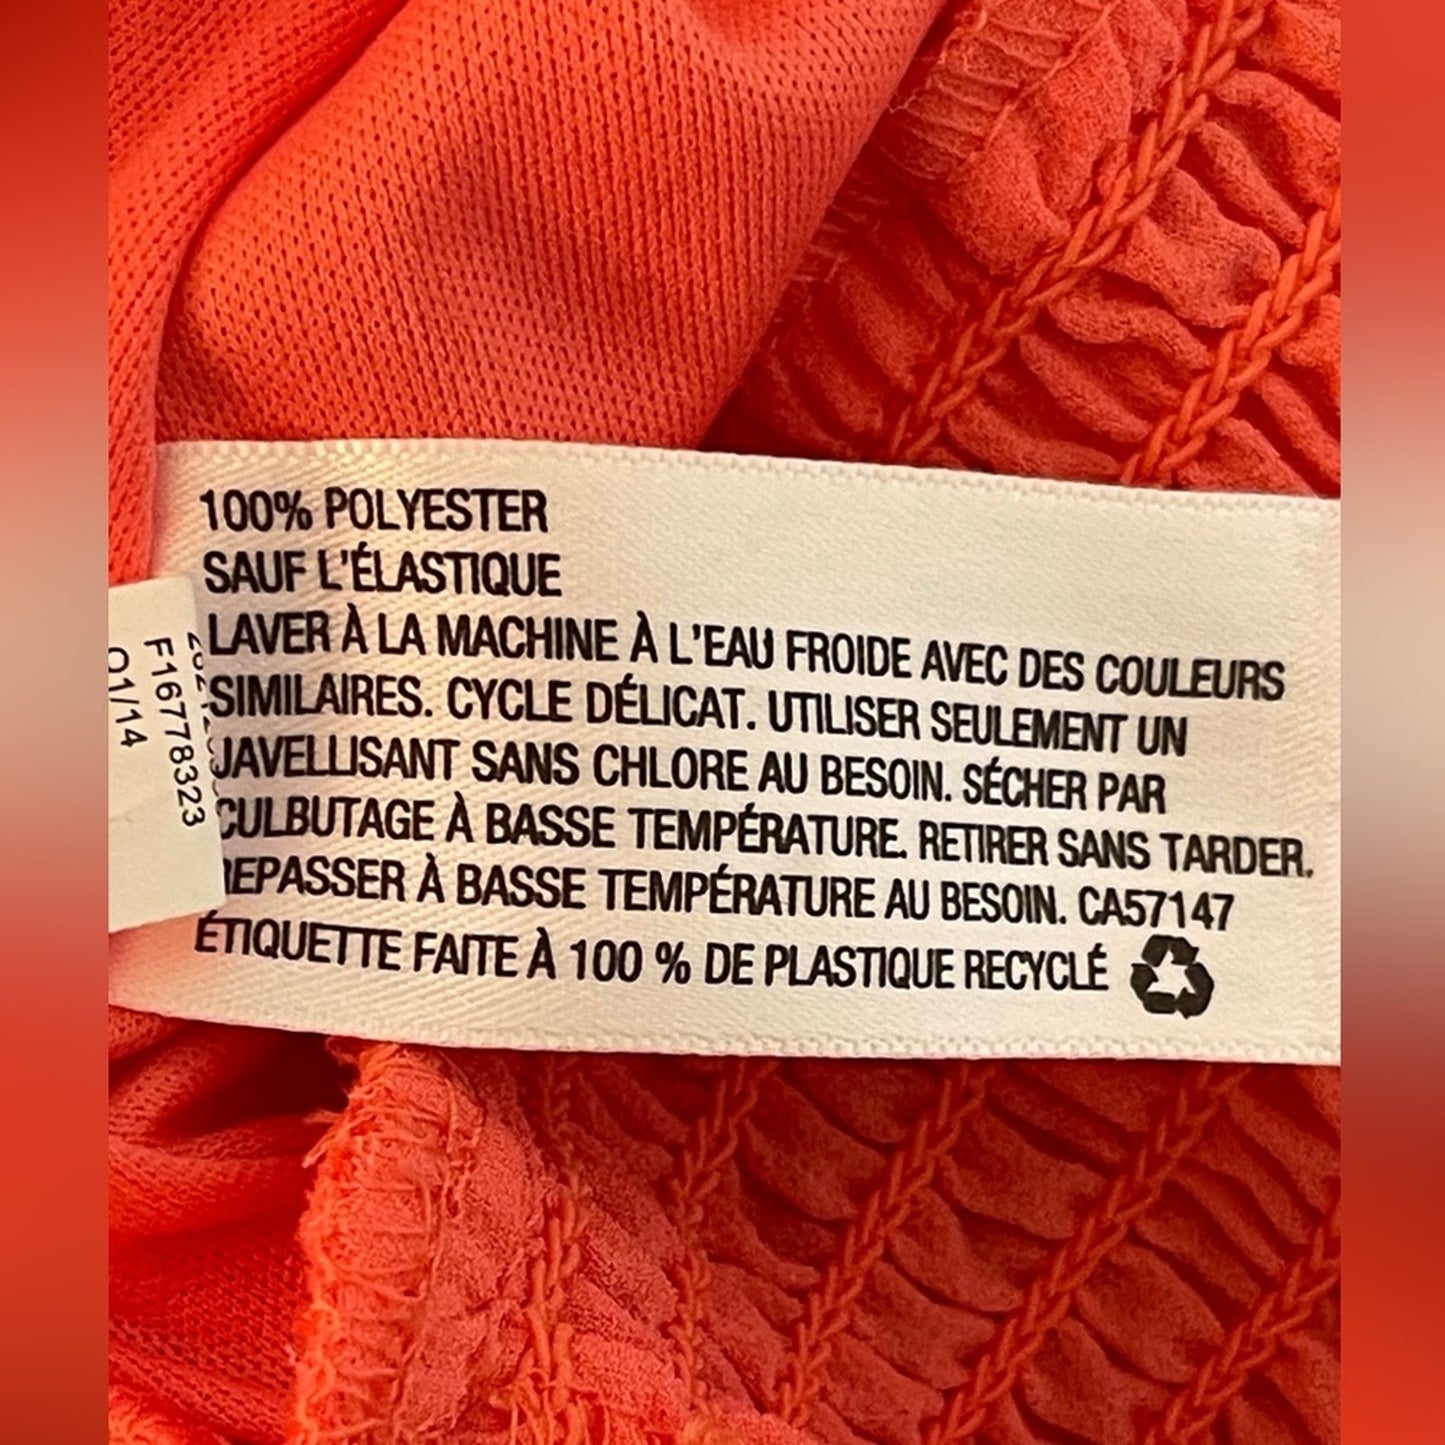 100% POLYESTER
SAUF L'ÉLASTIQUE
LAVER À LA MACHINE À L'EAU FROIDE AVEC DES COULEURS
SIMILAIRES. CYCLE DÉLICAT. UTILISER SEULEMENT UN
JAVELLISANT SANS CHLORE AU BESOIN. SÉCHER PAR
CULBUTAGE À BASSE TEMPÉRATURE. RETIRER SANS TARDER.
REPASSER À BASSE TEMPÉRATURE AU BESOIN. CA57147
ÉTIQUETTE FAITE À 100 % DE PLASTIQUE RECYCLÉ
F16778323
01/14